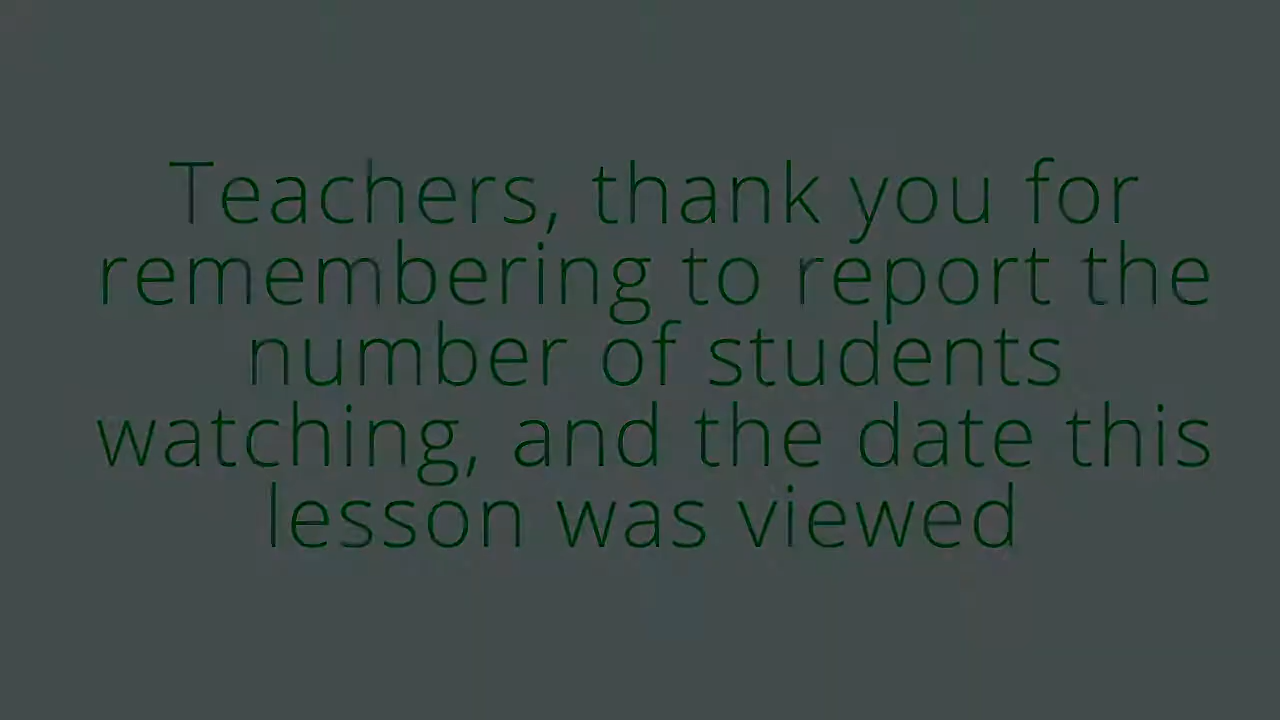 Teachers, thank you for
remembering to report the
number of students
watching, and the date this
lesson was viewed